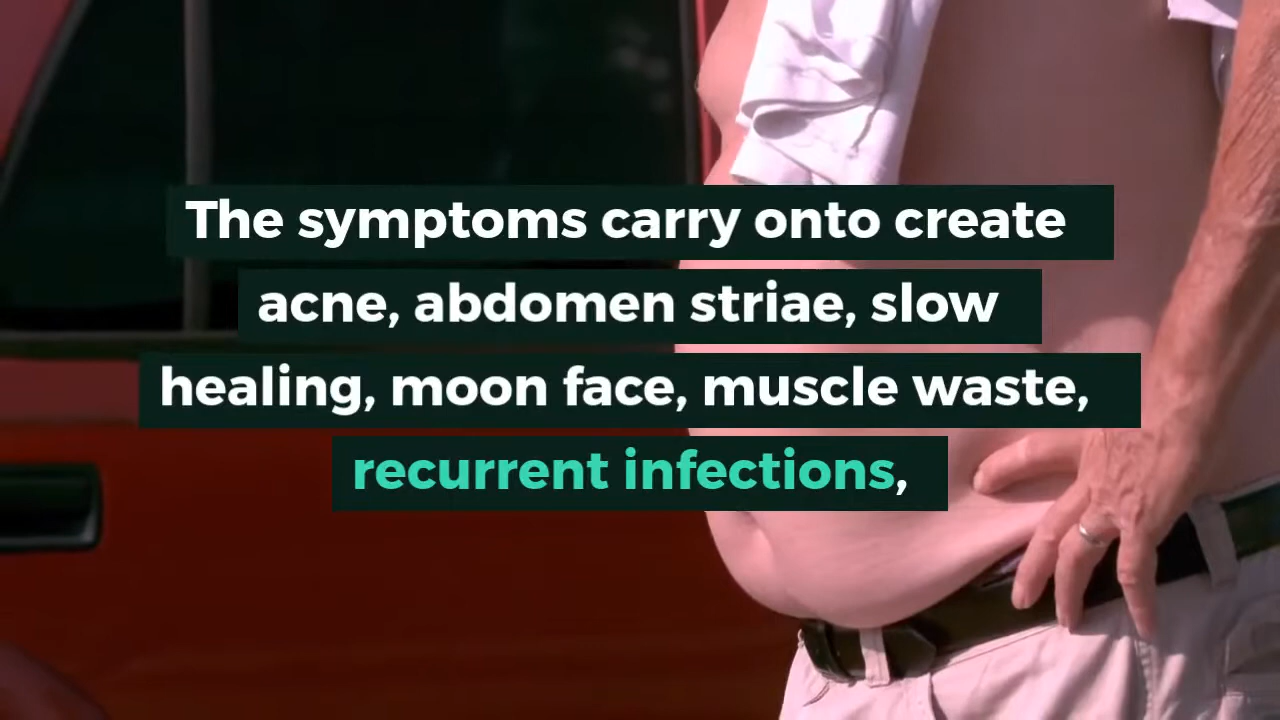 The symptoms carry onto create
acne, abdomen striae, slow
healing, moon face, muscle waste,
recurrent infections,